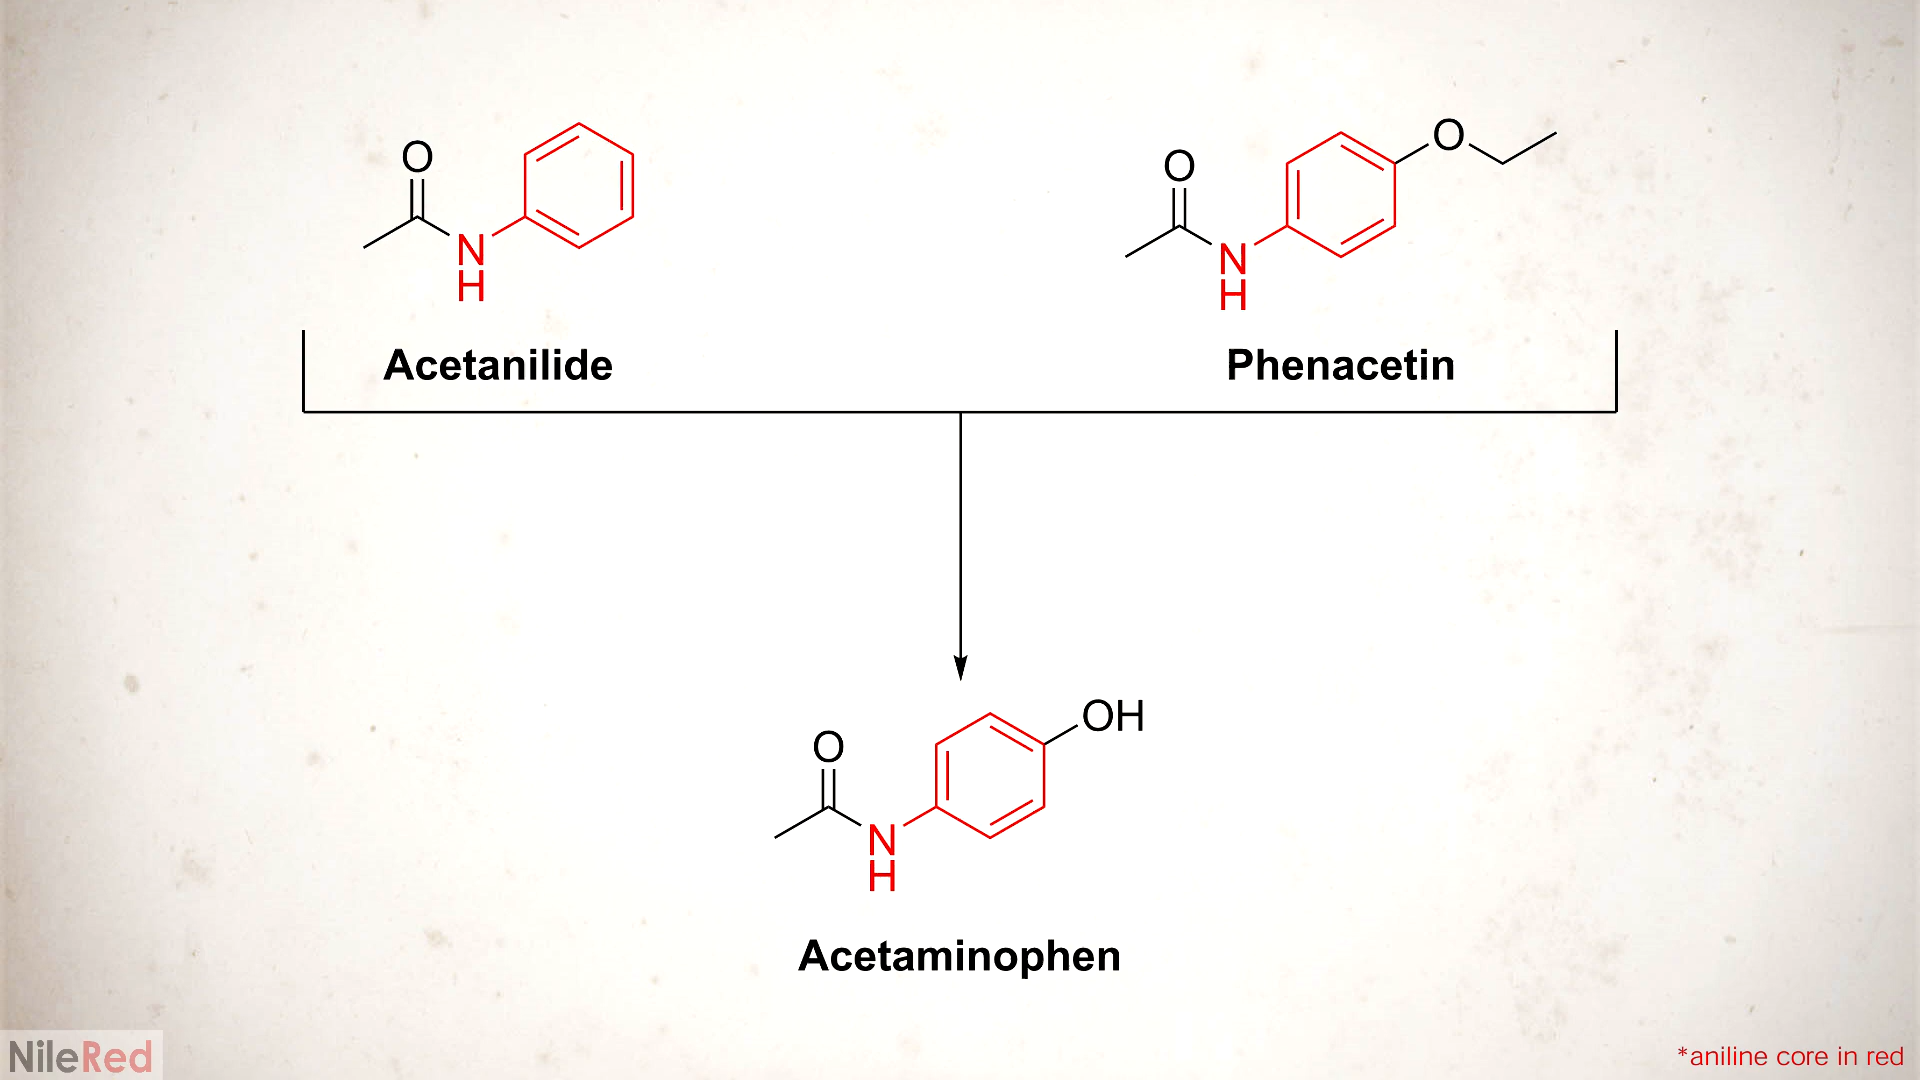 O
N
H
Acetanilide
O
N
H
O
Phenacetin
O
N
H
OH
Acetaminophen
NileRed
*aniline core in red